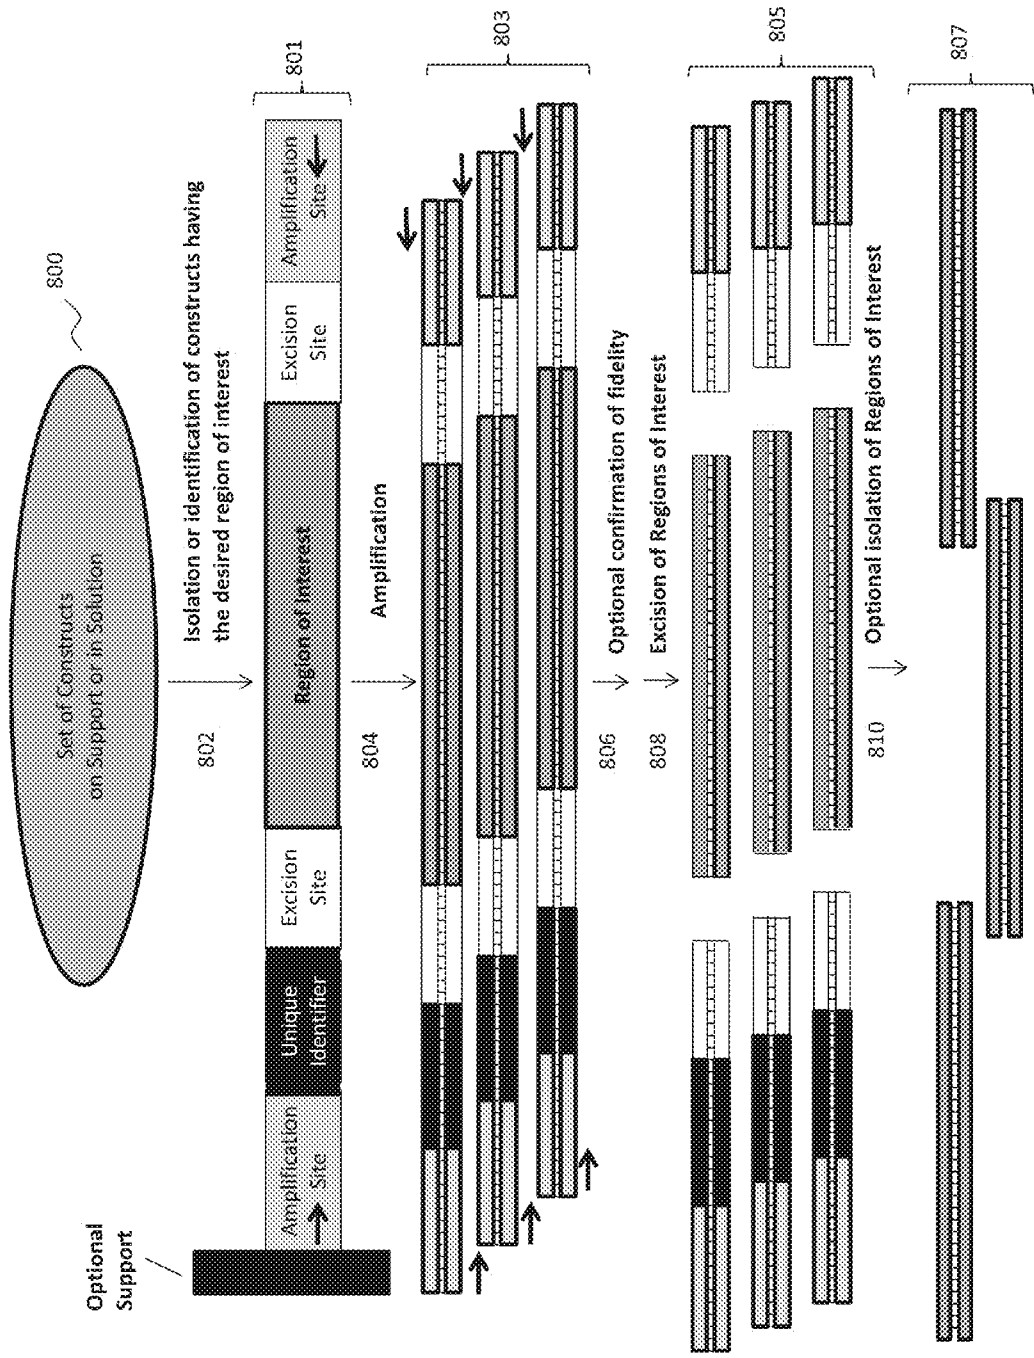 800
Set of Constructs
on Support or in Solution
802
Isolation or identification of constructs having
the desired region of interest
Optional
Support
Amplification
Site
Unique
Identifier
Excision
Site
Region of Interest
Excision
Site
Amplification
Site
801
804
Amplification
803
806
Optional confirmation of fidelity
808
Excision of Regions of Interest
805
810
Optional isolation of Regions of Interest
807